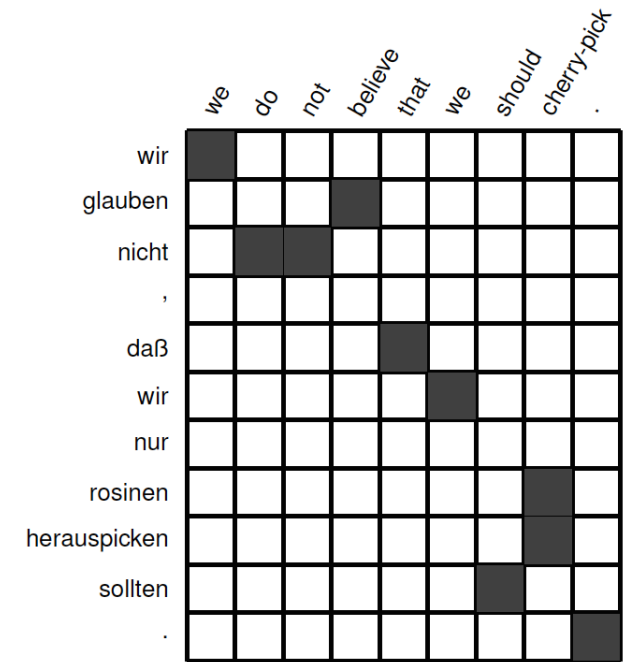 we do not believe that we should cherry-pick .
wir
glauben
nicht
,
daß
wir
nur
rosinen
herauspicken
sollten
.